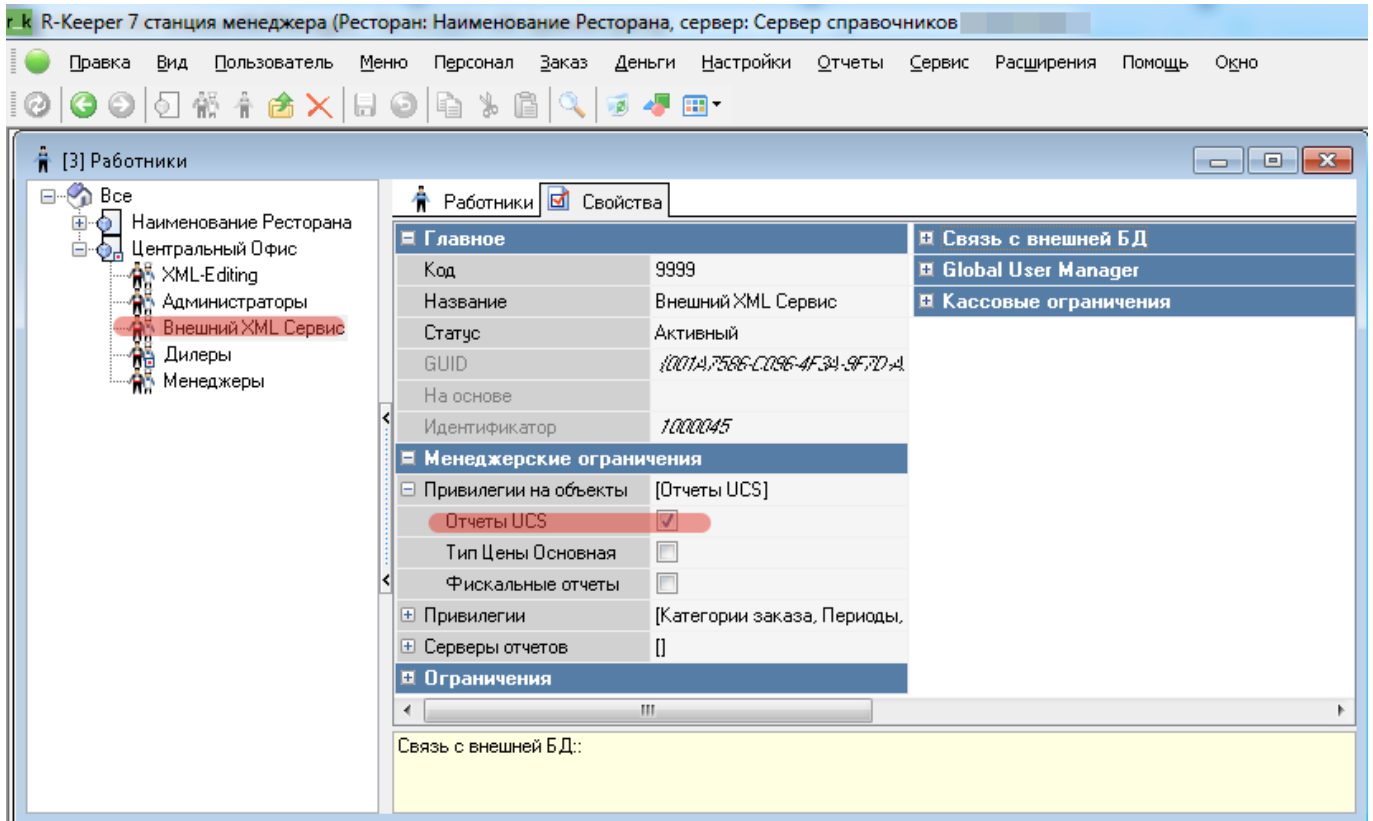 r_k R-Keeper 7 станция менеджера (Ресторан: Наименование Ресторана, сервер: Сервер справочников
Правка Вид Пользователь Меню Персонал Заказ Деньги Настройки Отчеты Сервис Расширения Помощь Окно
[3] Работники
Все
Наименование Ресторана
Центральный Офис
XML-Editing
Администраторы
Внешний XML Сервис
Дилеры
Менеджеры
Работники Свойства
Главное
Код 9999
Название Внешний XML Сервис
Статус Активный
GUID {001A7586-C096-4F3A-9F7D-A
На основе
Идентификатор 1000045
Менеджерские ограничения
Привилегии на объекты [Отчеты UCS]
Отчеты UCS
Тип Цены Основная
Фискальные отчеты
Привилегии [Категории заказа, Периоды,
Серверы отчетов []
Ограничения
Связь с внешней БД
Global User Manager
Кассовые ограничения
Связь с внешней БД::